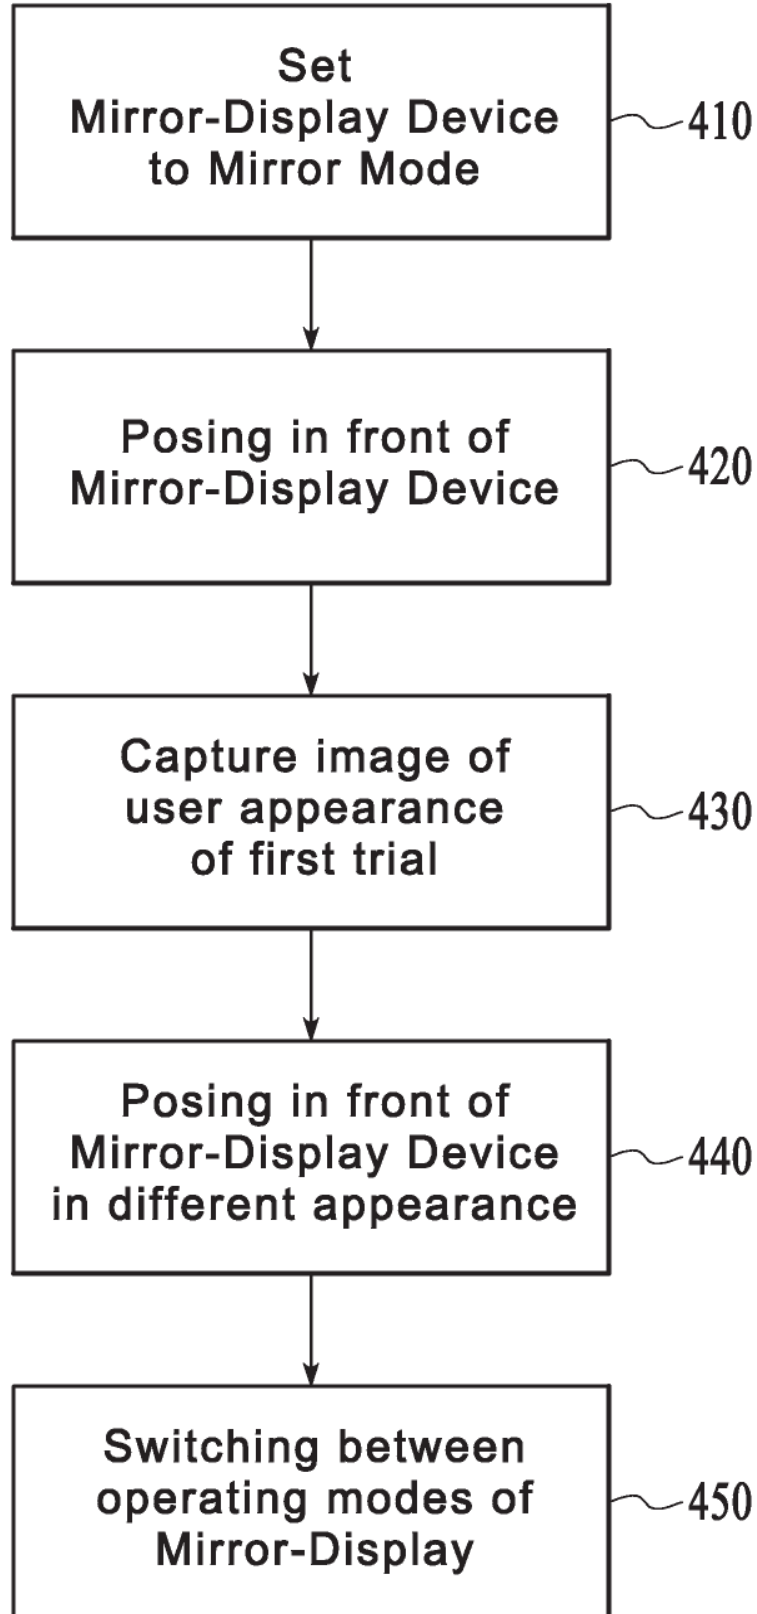 Set
Mirror-Display Device
to Mirror Mode
410
Posing in front of
Mirror-Display Device
420
Capture image of
user appearance
of first trial
430
Posing in front of
Mirror-Display Device
in different appearance
440
Switching between
operating modes of
Mirror-Display
450